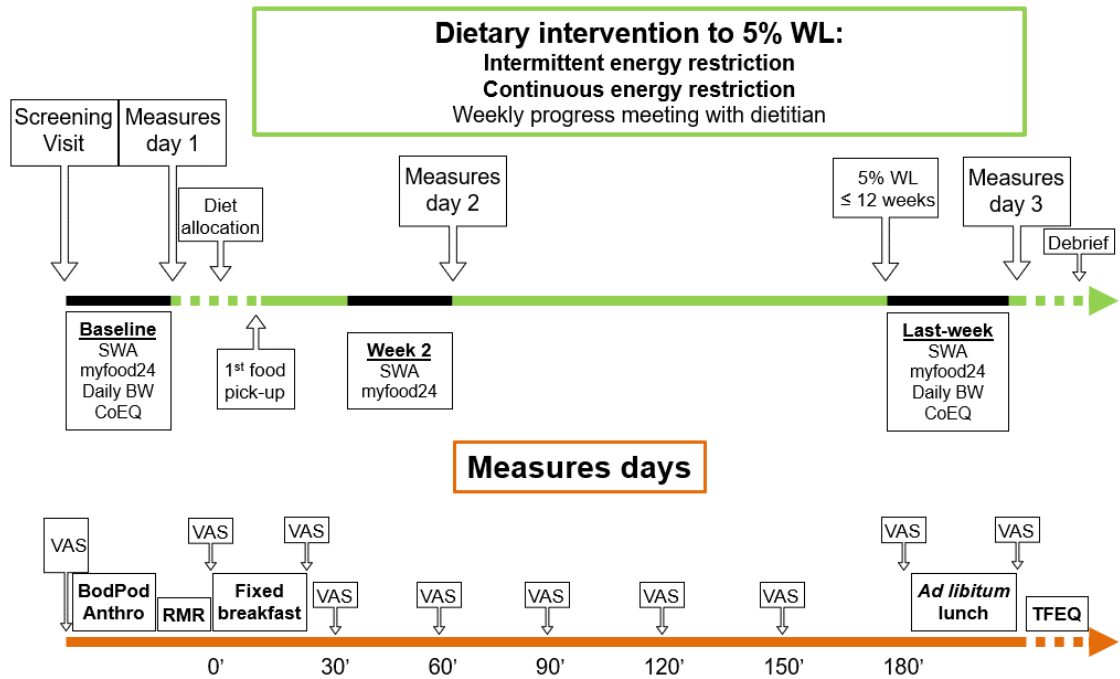 Dietary intervention to 5% WL:
Intermittent energy restriction
Continuous energy restriction
Weekly progress meeting with dietitian
Screening
Visit
Measures
day 1
Diet
allocation
Measures
day 2
5% WL
≤ 12 weeks
Measures
day 3
Debrief
Baseline
SWA
myfood24
Daily BW
CoEQ
1st food
pick-up
Week 2
SWA
myfood24
Last-week
SWA
myfood24
Daily BW
CoEQ
Measures days
VAS
VAS
VAS
VAS
VAS
VAS
VAS
VAS
VAS
VAS
BodPod
Anthro
RMR
Fixed
breakfast
Ad libitum
lunch
TFEQ
0’
30’
60’
90’
120’
150’
180’